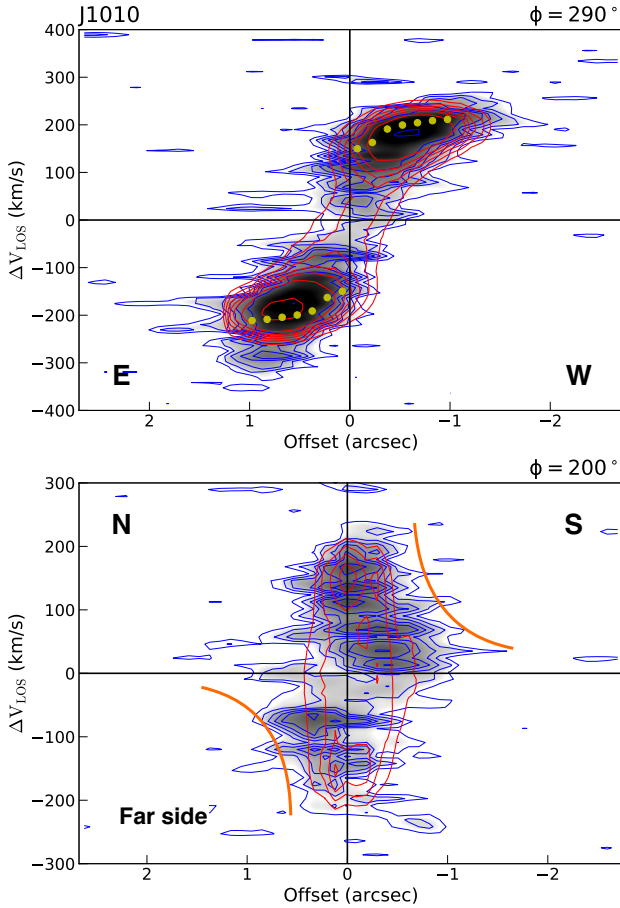 J1010
ϕ = 290°
400
300
200
100
0
−100
−200
−300
−400
ΔV_LOS (km/s)
E
W
2
1
0
−1
−2
Offset (arcsec)
ϕ = 200°
300
200
100
0
−100
−200
−300
ΔV_LOS (km/s)
N
S
Far side
2
1
0
−1
−2
Offset (arcsec)